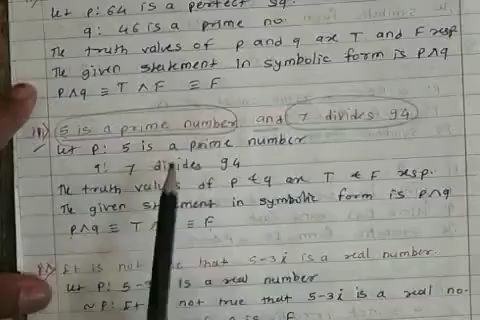 let p: 64 is a perfect sq.
q: 46 is a prime no.
The truth values of p and q are T and F resp.
The given statement in symbolic form is p∧q
p∧q ≡ T ∧ F ≡ F
5 is a prime number and 7 divides 94
let p: 5 is a prime number
q: 7 divides 94
The truth values of p & q are T & F resp.
The given statement in symbolic form is p∧q
p∧q ≡ T ≡ F
It is not that 5-3i is a real number.
let p: 5- is a real number
~p: It not true that 5-3i is a real no.